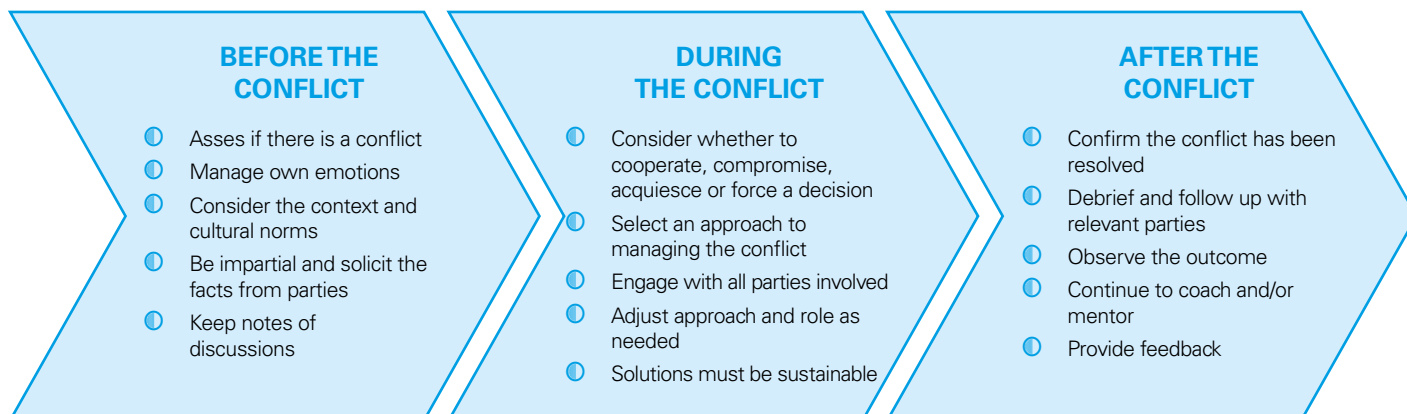 BEFORE THE
CONFLICT
Asses if there is a conflict
Manage own emotions
Consider the context and
cultural norms
Be impartial and solicit the
facts from parties
Keep notes of
discussions
DURING
THE CONFLICT
Consider whether to
cooperate, compromise,
acquiesce or force a decision
Select an approach to
managing the conflict
Engage with all parties involved
Adjust approach and role as
needed
Solutions must be sustainable
AFTER THE
CONFLICT
Confirm the conflict has been
resolved
Debrief and follow up with
relevant parties
Observe the outcome
Continue to coach and/or
mentor
Provide feedback